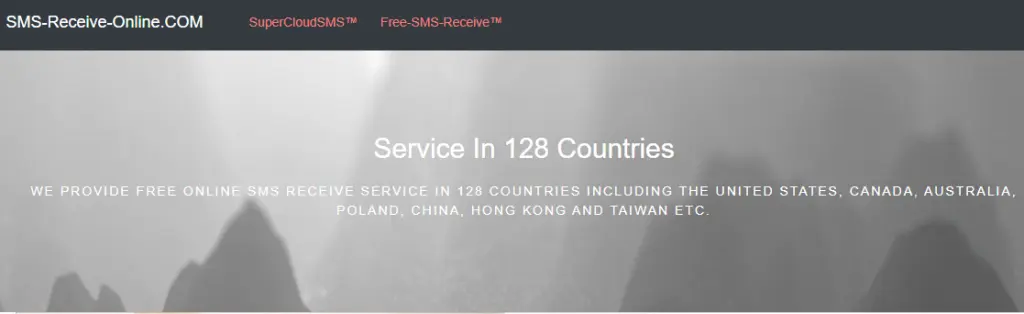 SMS-Receive-Online.COM SuperCloudSMS™ Free-SMS-Receive™
Service In 128 Countries
WE PROVIDE FREE ONLINE SMS RECEIVE SERVICE IN 128 COUNTRIES INCLUDING THE UNITED STATES, CANADA, AUSTRALIA,
POLAND, CHINA, HONG KONG AND TAIWAN ETC.